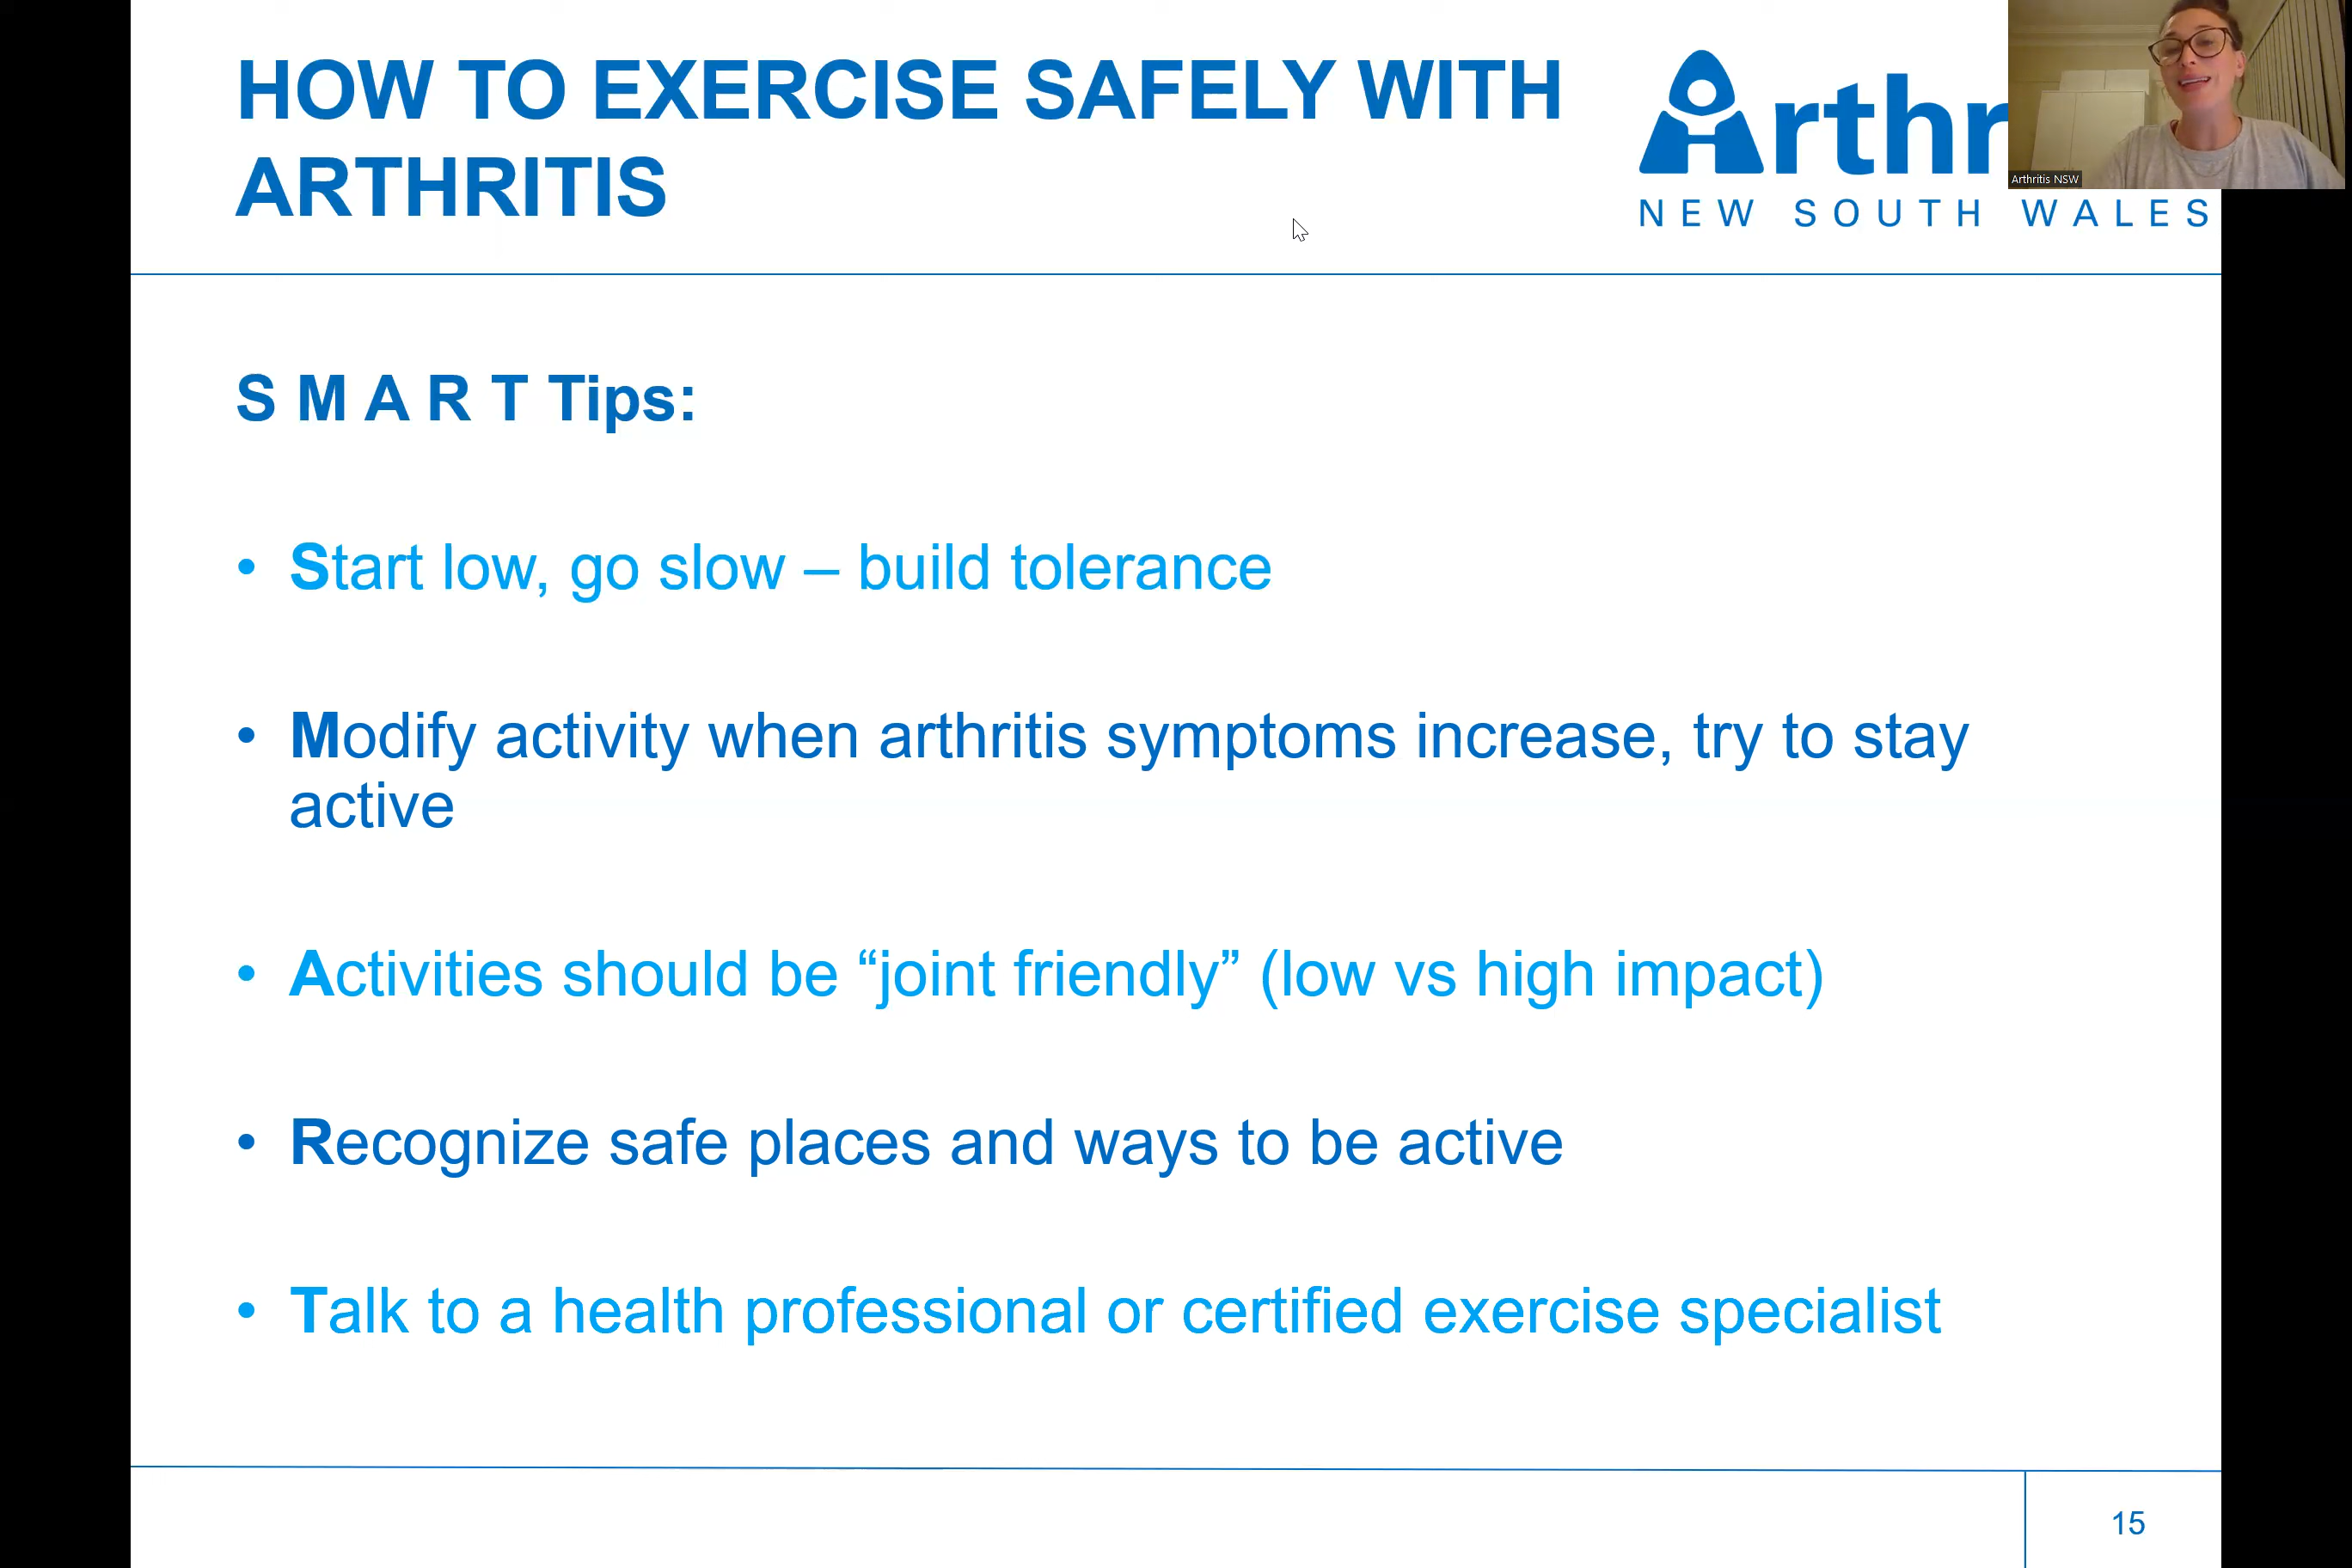 HOW TO EXERCISE SAFELY WITH
ARTHRITIS
Arthr
NEW SOUTH WALES
Arthritis NSW
S M A R T Tips:
• Start low, go slow – build tolerance
• Modify activity when arthritis symptoms increase, try to stay
active
• Activities should be “joint friendly” (low vs high impact)
• Recognize safe places and ways to be active
• Talk to a health professional or certified exercise specialist
15